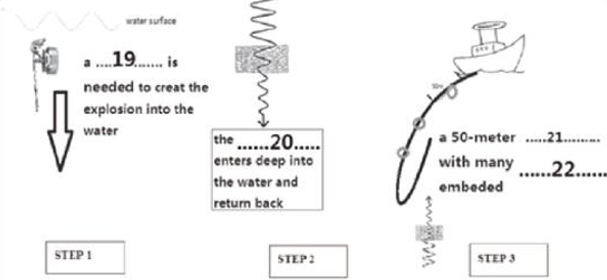 water surface
a ....19....... is
needed to creat the
explosion into the
water
the ......20.....
enters deep into
the water and
return back
50m
a 50-meter .....21.........
with many ......22......
embeded
STEP 1
STEP 2
STEP 3